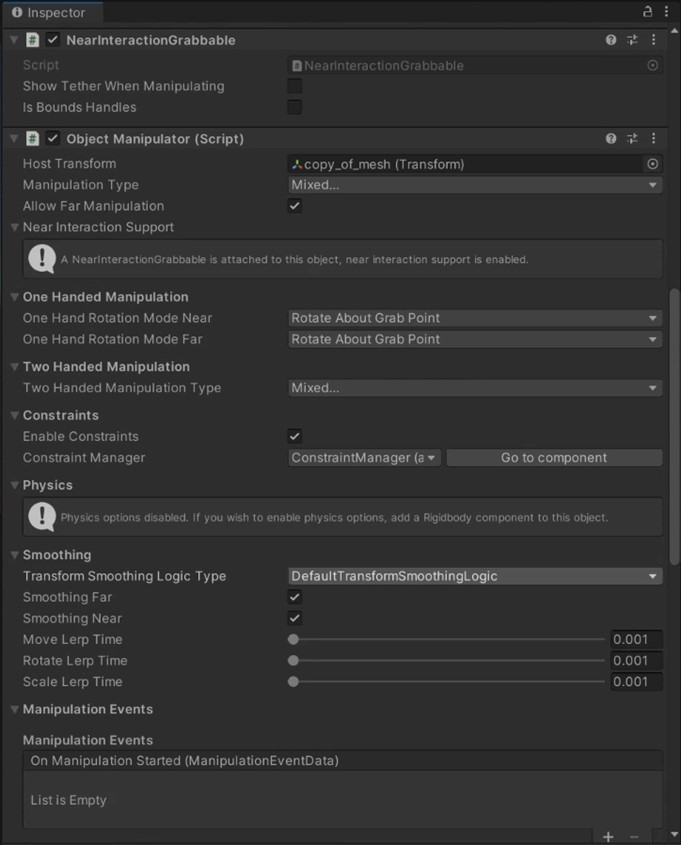 Inspector
NearInteractionGrabbable
Script NearInteractionGrabbable
Show Tether When Manipulating
Is Bounds Handles
Object Manipulator (Script)
Host Transform copy_of_mesh (Transform)
Manipulation Type Mixed...
Allow Far Manipulation
Near Interaction Support
A NearInteractionGrabbable is attached to this object, near interaction support is enabled.
One Handed Manipulation
One Hand Rotation Mode Near Rotate About Grab Point
One Hand Rotation Mode Far Rotate About Grab Point
Two Handed Manipulation
Two Handed Manipulation Type Mixed...
Constraints
Enable Constraints
Constraint Manager ConstraintManager (a Go to component
Physics
Physics options disabled. If you wish to enable physics options, add a Rigidbody component to this object.
Smoothing
Transform Smoothing Logic Type DefaultTransformSmoothingLogic
Smoothing Far
Smoothing Near
Move Lerp Time 0.001
Rotate Lerp Time 0.001
Scale Lerp Time 0.001
Manipulation Events
Manipulation Events
On Manipulation Started (ManipulationEventData)
List is Empty